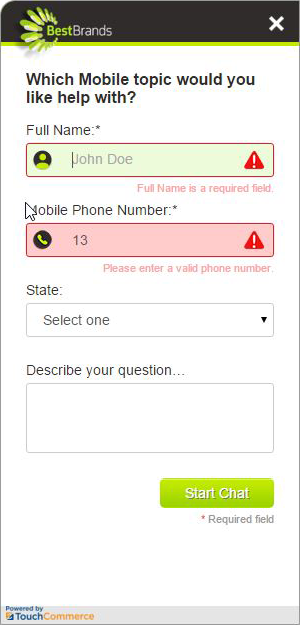 BestBrands
Which Mobile topic would you
like help with?
Full Name:*
John Doe
Full Name is a required field.
Mobile Phone Number:*
13
Please enter a valid phone number.
State:
Select one
Describe your question…
Start Chat
* Required field
Powered by
TouchCommerce